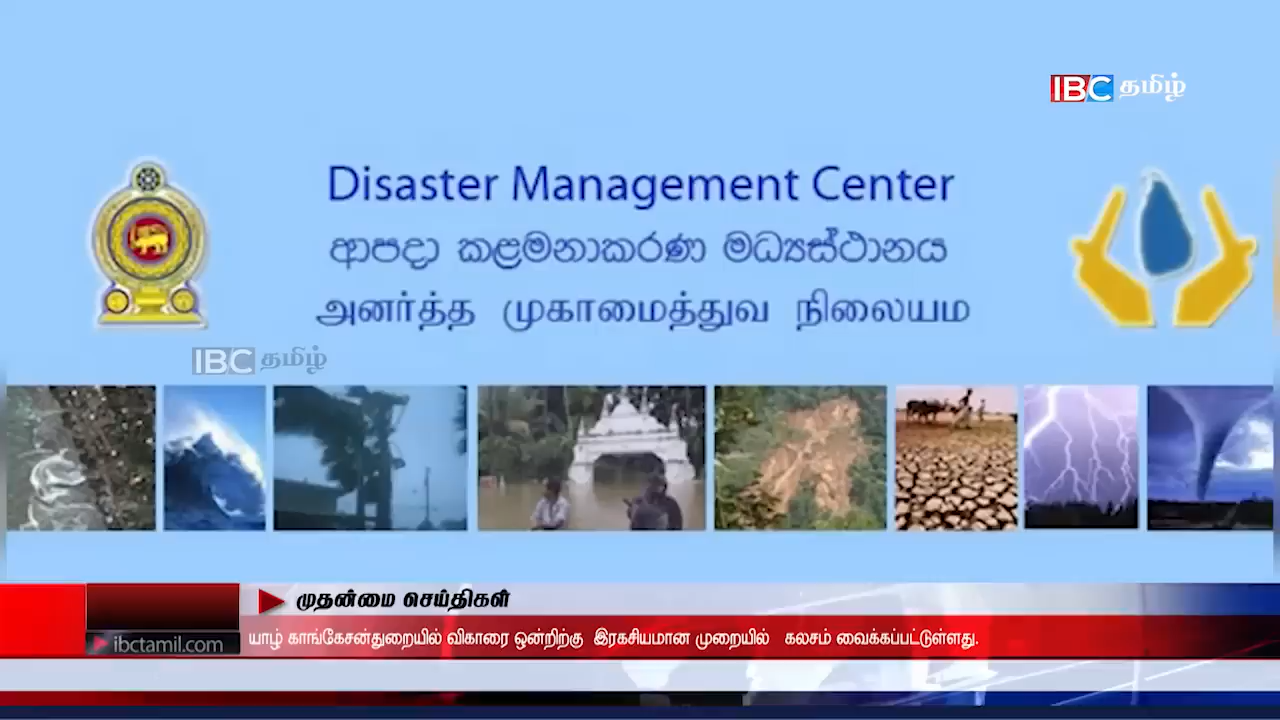 IBC தமிழ்
Disaster Management Center
ආපදා කළමනාකරණ මධ්‍යස්ථානය
அனர்த்த முகாமைத்துவ நிலையம
IBC தமிழ்
முதன்மை செய்திகள்
ibctamil.com
யாழ் காங்கேசன்துறையில் விகாரை ஒன்றிற்கு இரகசியமான முறையில் கலசம் வைக்கப்பட்டுள்ளது.